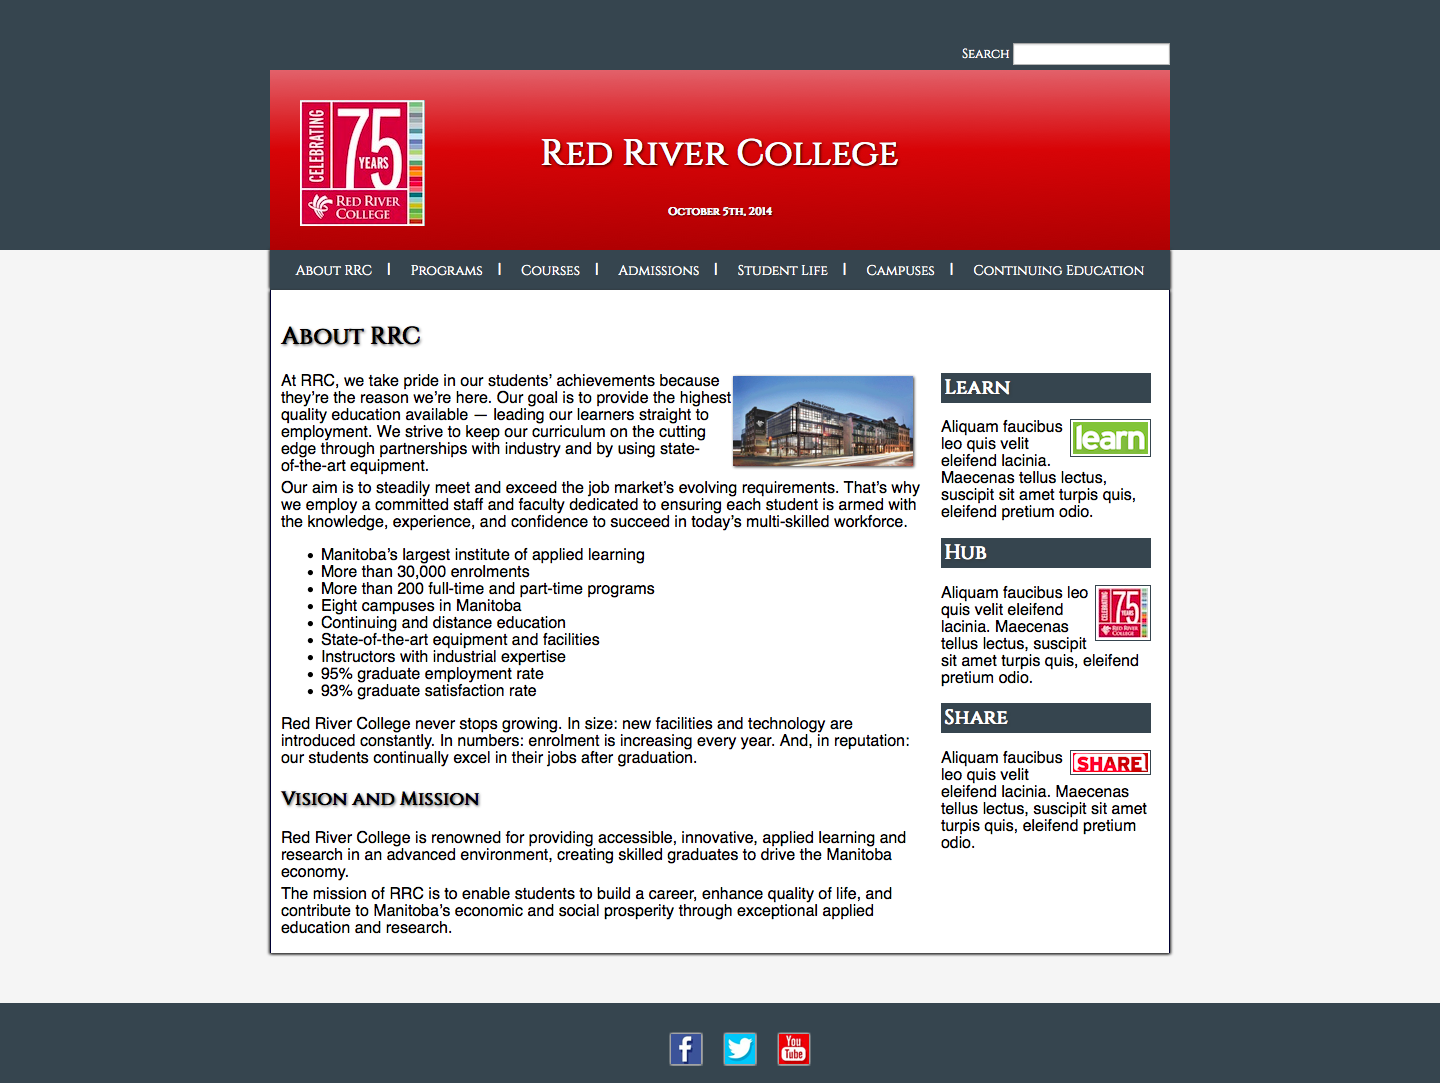 Search
CELEBRATING
75
YEARS
RED RIVER
COLLEGE
Red River College
October 5th, 2014
About RRC | Programs | Courses | Admissions | Student Life | Campuses | Continuing Education
About RRC
At RRC, we take pride in our students’ achievements because
they’re the reason we’re here. Our goal is to provide the highest
quality education available — leading our learners straight to
employment. We strive to keep our curriculum on the cutting
edge through partnerships with industry and by using state-
of-the-art equipment.
Our aim is to steadily meet and exceed the job market’s evolving requirements. That’s why
we employ a committed staff and faculty dedicated to ensuring each student is armed with
the knowledge, experience, and confidence to succeed in today’s multi-skilled workforce.
• Manitoba’s largest institute of applied learning
• More than 30,000 enrolments
• More than 200 full-time and part-time programs
• Eight campuses in Manitoba
• Continuing and distance education
• State-of-the-art equipment and facilities
• Instructors with industrial expertise
• 95% graduate employment rate
• 93% graduate satisfaction rate
Red River College never stops growing. In size: new facilities and technology are
introduced constantly. In numbers: enrolment is increasing every year. And, in reputation:
our students continually excel in their jobs after graduation.
Vision and Mission
Red River College is renowned for providing accessible, innovative, applied learning and
research in an advanced environment, creating skilled graduates to drive the Manitoba
economy.
The mission of RRC is to enable students to build a career, enhance quality of life, and
contribute to Manitoba’s economic and social prosperity through exceptional applied
education and research.
Learn
Aliquam faucibus
leo quis velit
eleifend lacinia.
Maecenas tellus lectus,
suscipit sit amet turpis quis,
eleifend pretium odio.
learn
Hub
Aliquam faucibus leo
quis velit eleifend
lacinia. Maecenas
tellus lectus, suscipit
sit amet turpis quis, eleifend
pretium odio.
CELEBRATING
75
YEARS
RED RIVER
COLLEGE
Share
Aliquam faucibus
leo quis velit
eleifend lacinia. Maecenas
tellus lectus, suscipit sit amet
turpis quis, eleifend pretium
odio.
SHARE!
f
You
Tube